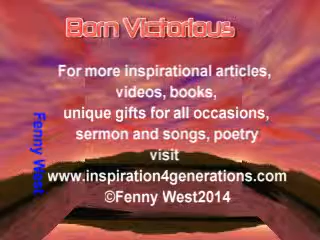 Born Victorious
For more inspirational articles,
videos, books,
unique gifts for all occasions,
sermon and songs, poetry
visit
www.inspiration4generations.com
©Fenny West2014
Fenny West